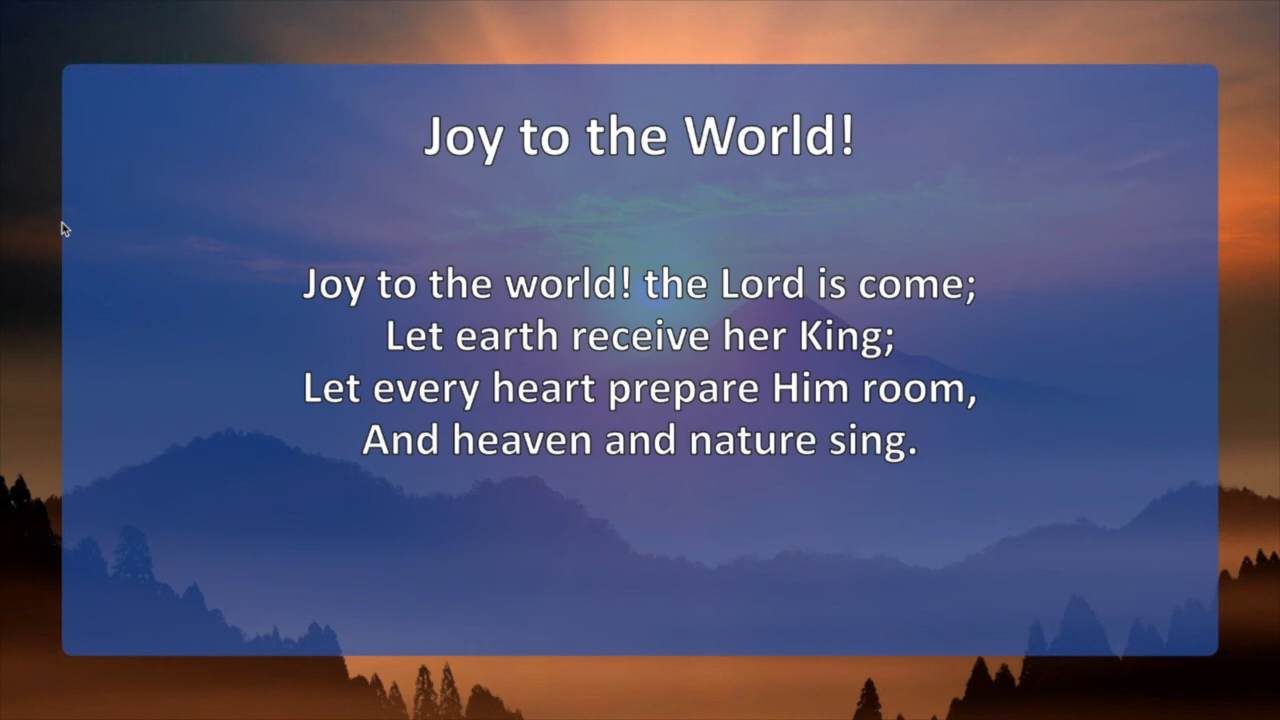 Joy to the World!
Joy to the world! the Lord is come;
Let earth receive her King;
Let every heart prepare Him room,
And heaven and nature sing.